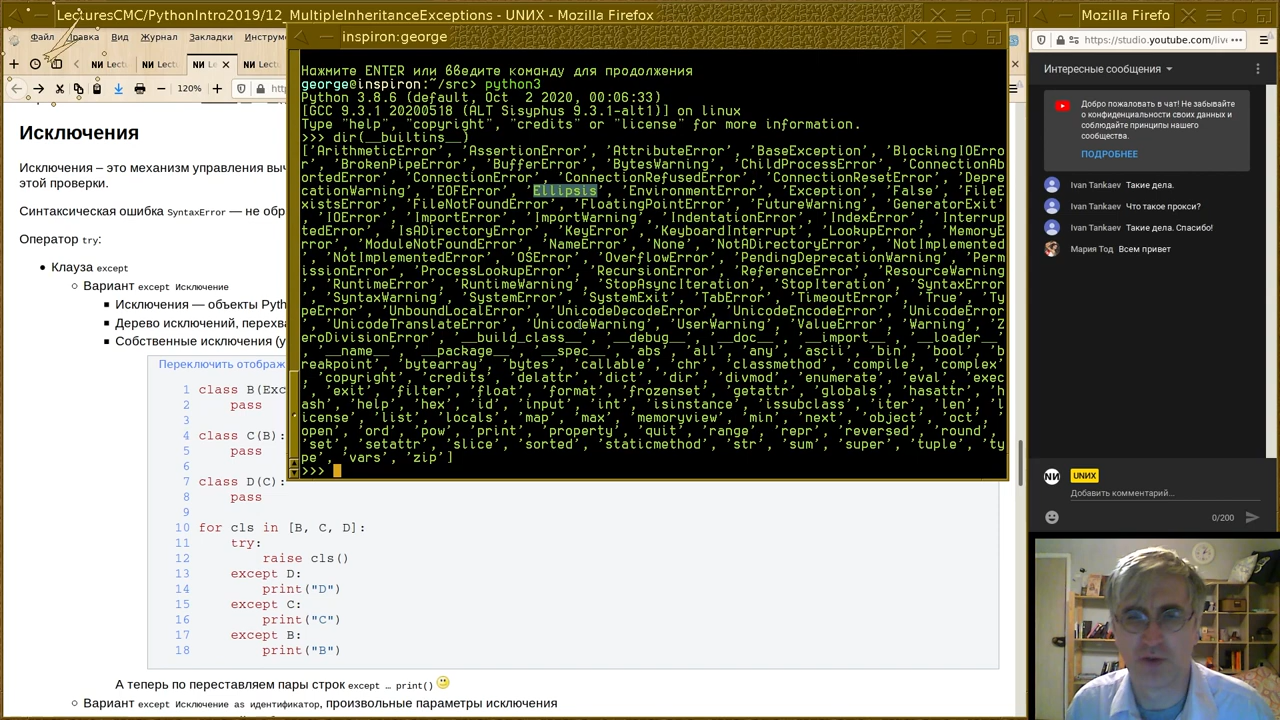 LecturesCMC/PythonIntro2019/12_MultipleInheritanceExceptions - UNИX - Mozilla Firefox
Mozilla Firefo
Файл Правка Вид Журнал Закладки Инструме
inspiron:george
Lect
Lect
Le
Lect
https://studio.youtube.com/live
120%
Интересные сообщения
Исключения
Исключения – это механизм управления выч
этой проверки.
Синтаксическая ошибка SyntaxError — не обр
Оператор try:
Клауза except
Вариант except Исключение
Исключения — объекты Pyth
Дерево исключений, перехва
Собственные исключения (у
Переключить отображ
1 class B(Exc
2 pass
3
4 class C(B):
5 pass
6
7 class D(C):
8 pass
9
10 for cls in [B, C, D]:
11 try:
12 raise cls()
13 except D:
14 print("D")
15 except C:
16 print("C")
17 except B:
18 print("B")
А теперь по переставляем пары строк except … print()
Вариант except Исключение as идентификатор, произвольные параметры исключения
Нажмите ENTER или введите команду для продолжения
george@inspiron:~/src> python3
Python 3.8.6 (default, Oct  2 2020, 00:06:33)
[GCC 9.3.1 20200518 (ALT Sisyphus 9.3.1-alt1)] on linux
Type "help", "copyright", "credits" or "license" for more information.
>>> dir(__builtins__)
['ArithmeticError', 'AssertionError', 'AttributeError', 'BaseException', 'BlockingIOError
', 'BrokenPipeError', 'BufferError', 'BytesWarning', 'ChildProcessError', 'ConnectionAb
ortedError', 'ConnectionError', 'ConnectionRefusedError', 'ConnectionResetError', 'Depre
cationWarning', 'EOFError', 'Ellipsis', 'EnvironmentError', 'Exception', 'False', 'FileE
xistsError', 'FileNotFoundError', 'FloatingPointError', 'FutureWarning', 'GeneratorExit'
, 'IOError', 'ImportError', 'ImportWarning', 'IndentationError', 'IndexError', 'Interrup
tedError', 'IsADirectoryError', 'KeyError', 'KeyboardInterrupt', 'LookupError', 'MemoryE
rror', 'ModuleNotFoundError', 'NameError', 'None', 'NotADirectoryError', 'NotImplemented
', 'NotImplementedError', 'OSError', 'OverflowError', 'PendingDeprecationWarning', 'Perm
issionError', 'ProcessLookupError', 'RecursionError', 'ReferenceError', 'ResourceWarning
', 'RuntimeError', 'RuntimeWarning', 'StopAsyncIteration', 'StopIteration', 'SyntaxError
', 'SyntaxWarning', 'SystemError', 'SystemExit', 'TabError', 'TimeoutError', 'True', 'Ty
peError', 'UnboundLocalError', 'UnicodeDecodeError', 'UnicodeEncodeError', 'UnicodeError
', 'UnicodeTranslateError', 'UnicodeWarning', 'UserWarning', 'ValueError', 'Warning', 'Z
eroDivisionError', '__build_class__', '__debug__', '__doc__', '__import__', '__loader__'
, '__name__', '__package__', '__spec__', 'abs', 'all', 'any', 'ascii', 'bin', 'bool', 'b
reakpoint', 'bytearray', 'bytes', 'callable', 'chr', 'classmethod', 'compile', 'complex'
, 'copyright', 'credits', 'delattr', 'dict', 'dir', 'divmod', 'enumerate', 'eval', 'exec
', 'exit', 'filter', 'float', 'format', 'frozenset', 'getattr', 'globals', 'hasattr', 'h
ash', 'help', 'hex', 'id', 'input', 'int', 'isinstance', 'issubclass', 'iter', 'len', 'l
icense', 'list', 'locals', 'map', 'max', 'memoryview', 'min', 'next', 'object', 'oct', '
open', 'ord', 'pow', 'print', 'property', 'quit', 'range', 'repr', 'reversed', 'round',
'set', 'setattr', 'slice', 'sorted', 'staticmethod', 'str', 'sum', 'super', 'tuple', 'ty
pe', 'vars', 'zip']
>>>
Добро пожаловать в чат! Не забывайте
о конфиденциальности своих данных и
соблюдайте принципы нашего
сообщества.
ПОДРОБНЕЕ
Ivan Tankaev Такие дела.
Ivan Tankaev Что такое прокси?
Ivan Tankaev Такие дела. Спасибо!
Мария Тод Всем привет
UNИX
Добавить комментарий…
0/200